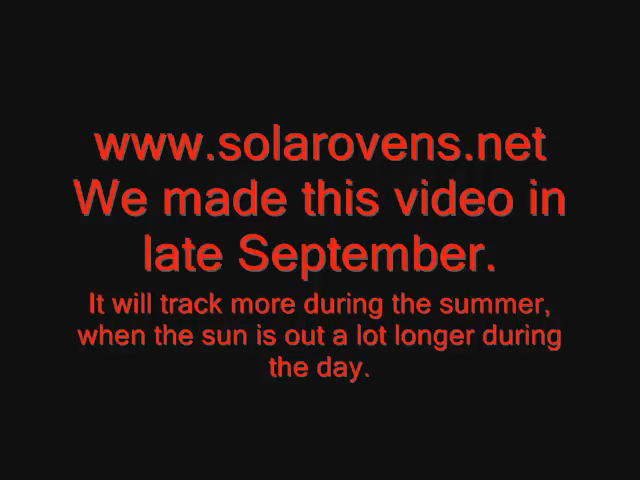 www.solarovens.net
We made this video in
late September.
It will track more during the summer,
when the sun is out a lot longer during
the day.